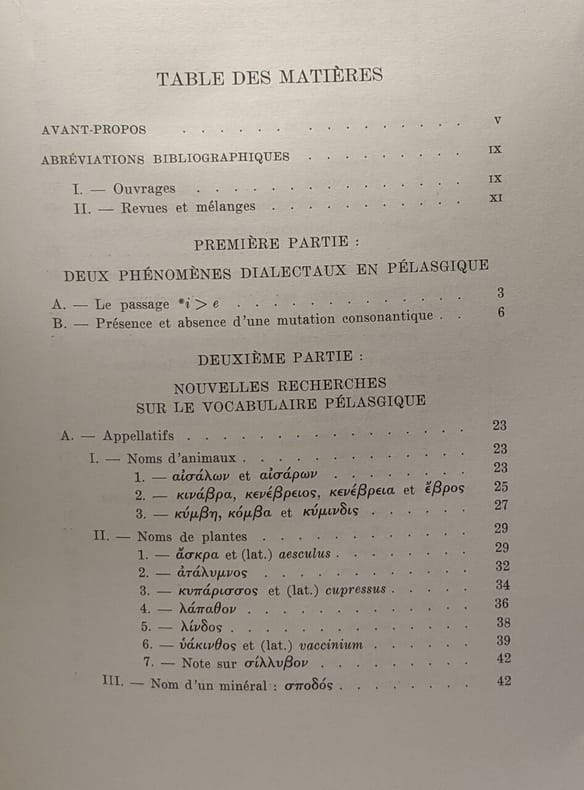 TABLE DES MATIÈRES
AVANT-PROPOS . . . . . . . . . . . . . . V
ABRÉVIATIONS BIBLIOGRAPHIQUES . . . . . . . . IX
I. — Ouvrages . . . . . . . . . . . . . . IX
II. — Revues et mélanges . . . . . . . . . . XI
PREMIÈRE PARTIE :
DEUX PHÉNOMÈNES DIALECTAUX EN PÉLASGIQUE
A. — Le passage *i > e . . . . . . . . . . . . 3
B. — Présence et absence d'une mutation consonantique . . 6
DEUXIÈME PARTIE :
NOUVELLES RECHERCHES
SUR LE VOCABULAIRE PÉLASGIQUE
A. — Appellatifs . . . . . . . . . . . . . . . 23
I. — Noms d'animaux . . . . . . . . . . . . 23
1. — αἰσάλων et αἰσάρων . . . . . . . . 23
2. — κινάβρα, κενέβρειος, κενέβρεια et ἔβρος 25
3. — κύμβη, κόμβα et κύμινδις . . . . . . 27
II. — Noms de plantes . . . . . . . . . . . 29
1. — ἄσκρα et (lat.) aesculus . . . . . . . . 29
2. — ἀτάλυμνος . . . . . . . . . . . 32
3. — κυπάρισσος et (lat.) cupressus . . . . . 34
4. — λάπαθον . . . . . . . . . . . . 36
5. — λίνδος . . . . . . . . . . . . . 38
6. — ὑάκινθος et (lat.) vaccinium . . . . . . 39
7. — Note sur σίλλυβον . . . . . . . . 42
III. — Nom d'un minéral : σποδός . . . . . . . . 42